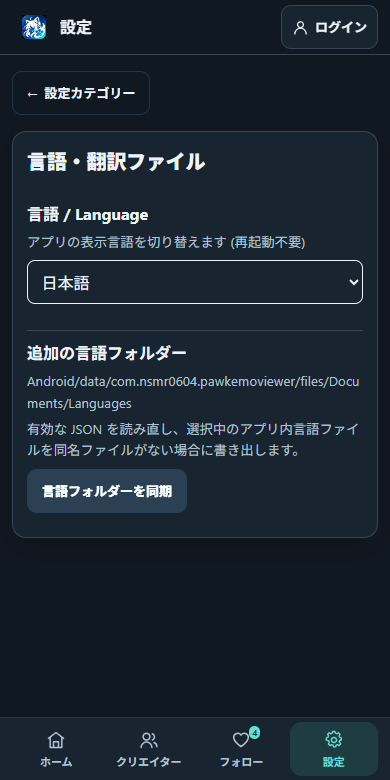 設定
ログイン
← 設定カテゴリー
言語・翻訳ファイル
言語 / Language
アプリの表示言語を切り替えます (再起動不要)
日本語
追加の言語フォルダー
Android/data/com.nsmr0604.pawkemoviewer/files/Docu
ments/Languages
有効な JSON を読み直し、選択中のアプリ内言語ファイ
ルを同名ファイルがない場合に書き出します。
言語フォルダーを同期
4
ホーム
クリエイター
フォロー
設定